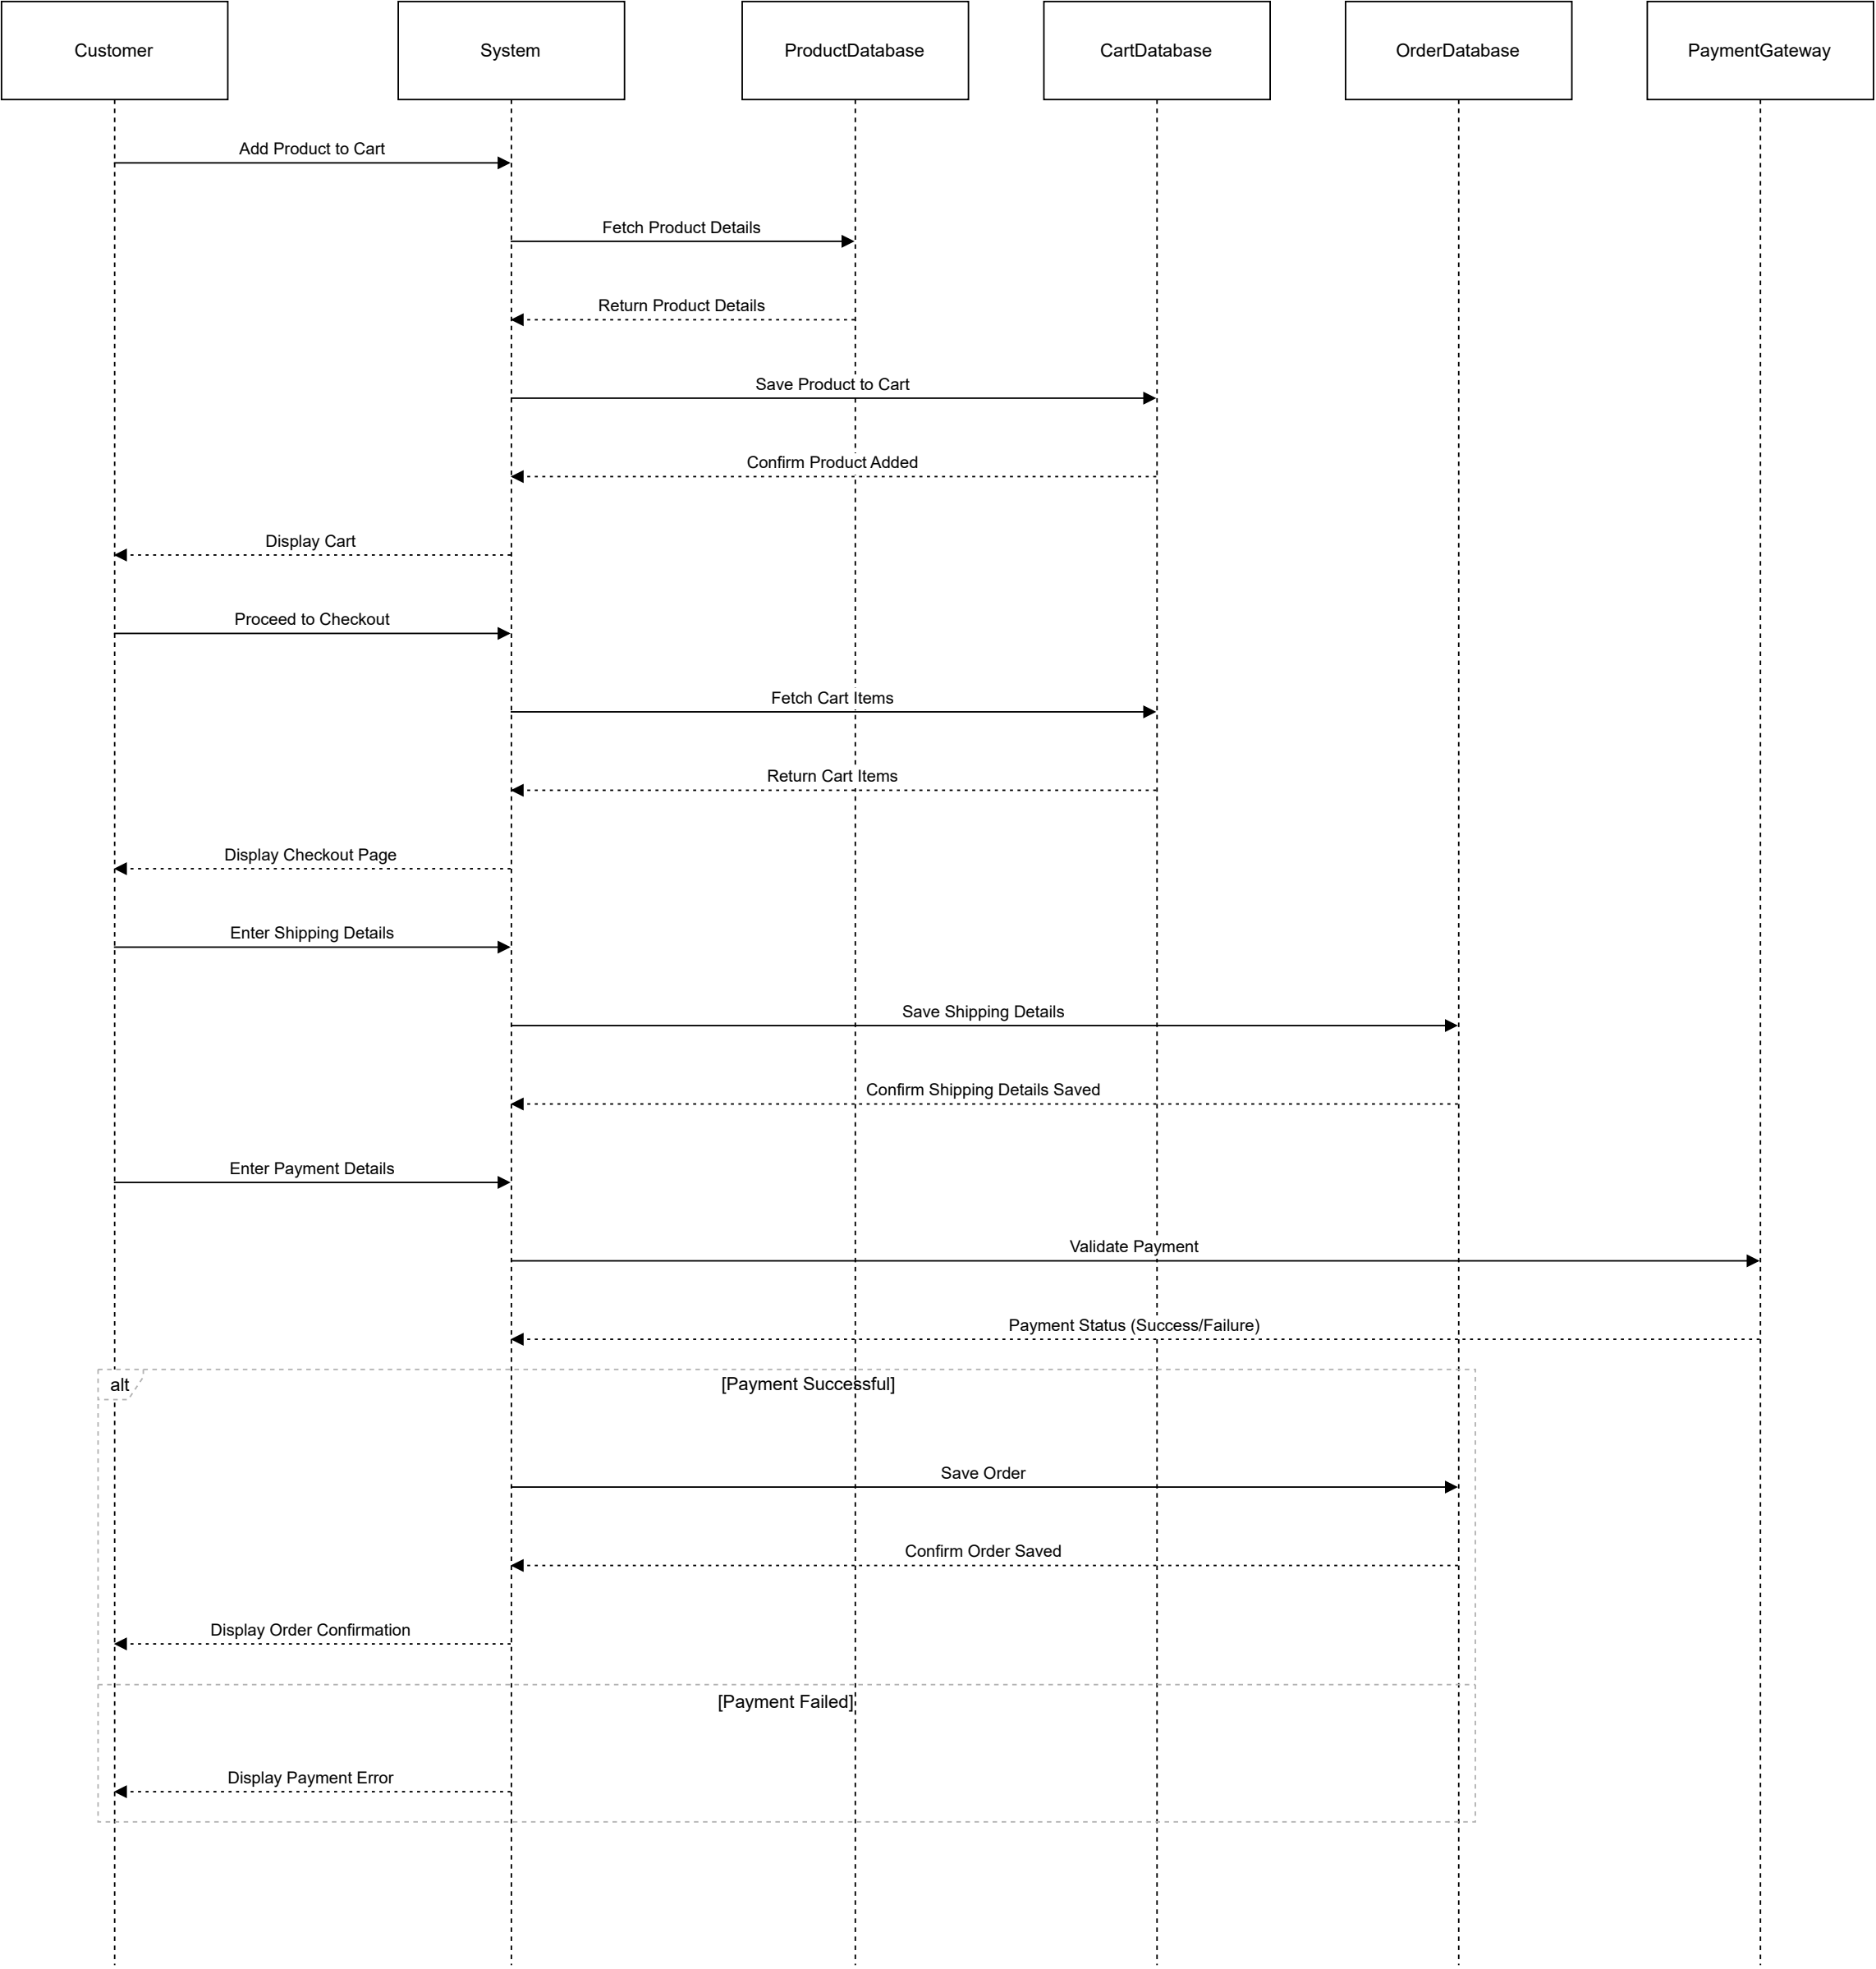 Customer
System
ProductDatabase
CartDatabase
OrderDatabase
PaymentGateway
Add Product to Cart
Fetch Product Details
Return Product Details
Save Product to Cart
Confirm Product Added
Display Cart
Proceed to Checkout
Fetch Cart Items
Return Cart Items
Display Checkout Page
Enter Shipping Details
Save Shipping Details
Confirm Shipping Details Saved
Enter Payment Details
Validate Payment
Payment Status (Success/Failure)
alt
[Payment Successful]
Save Order
Confirm Order Saved
Display Order Confirmation
[Payment Failed]
Display Payment Error